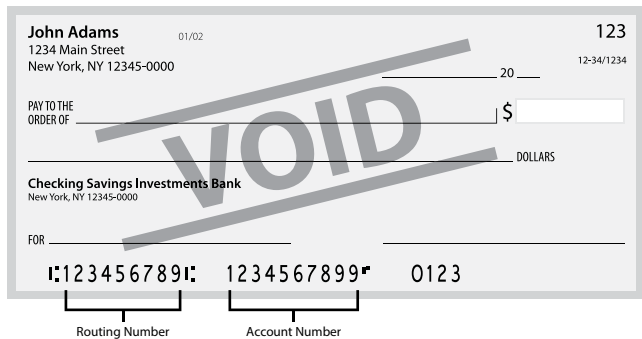 John Adams 01/02 123
1234 Main Street
New York, NY 12345-0000 12-34/1234
20
PAY TO THE
ORDER OF $
VOID
DOLLARS
Checking Savings Investments Bank
New York, NY 12345-0000
FOR
⑆123456789⑆ 12345678999⑈ 0123
Routing Number Account Number